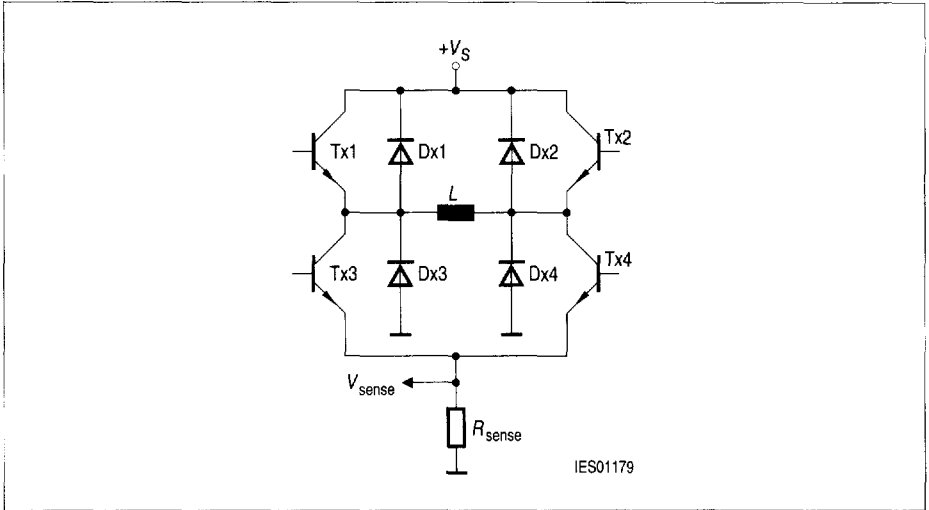 +VS
Tx1
Dx1
Dx2
Tx2
L
Tx3
Dx3
Dx4
Tx4
Vsense
Rsense
IES01179